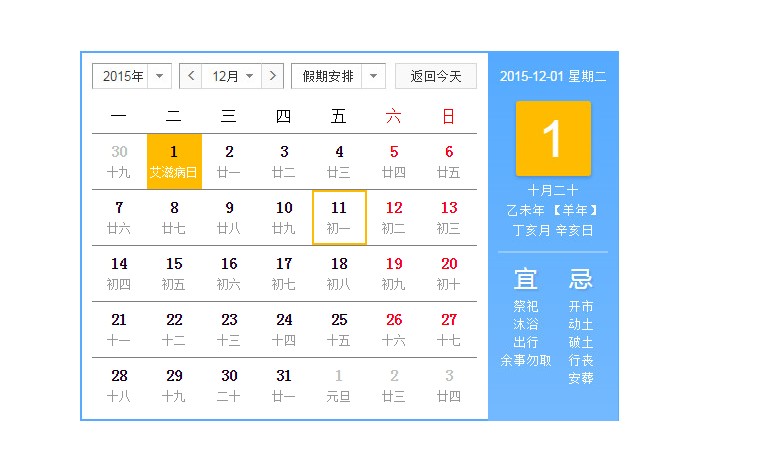 2015年 12月 假期安排 返回今天
一 二 三 四 五 六 日
30 1 2 3 4 5 6
十九 艾滋病日 廿一 廿二 廿三 廿四 廿五
7 8 9 10 11 12 13
廿六 廿七 廿八 廿九 初一 初二 初三
14 15 16 17 18 19 20
初四 初五 初六 初七 初八 初九 初十
21 22 23 24 25 26 27
十一 十二 十三 十四 十五 十六 十七
28 29 30 31 1 2 3
十八 十九 二十 廿一 元旦 廿三 廿四
2015-12-01 星期二
1
十月二十
乙未年 【羊年】
丁亥月 辛亥日
宜 忌
祭祀 开市
沐浴 动土
出行 破土
余事勿取 行丧
安葬